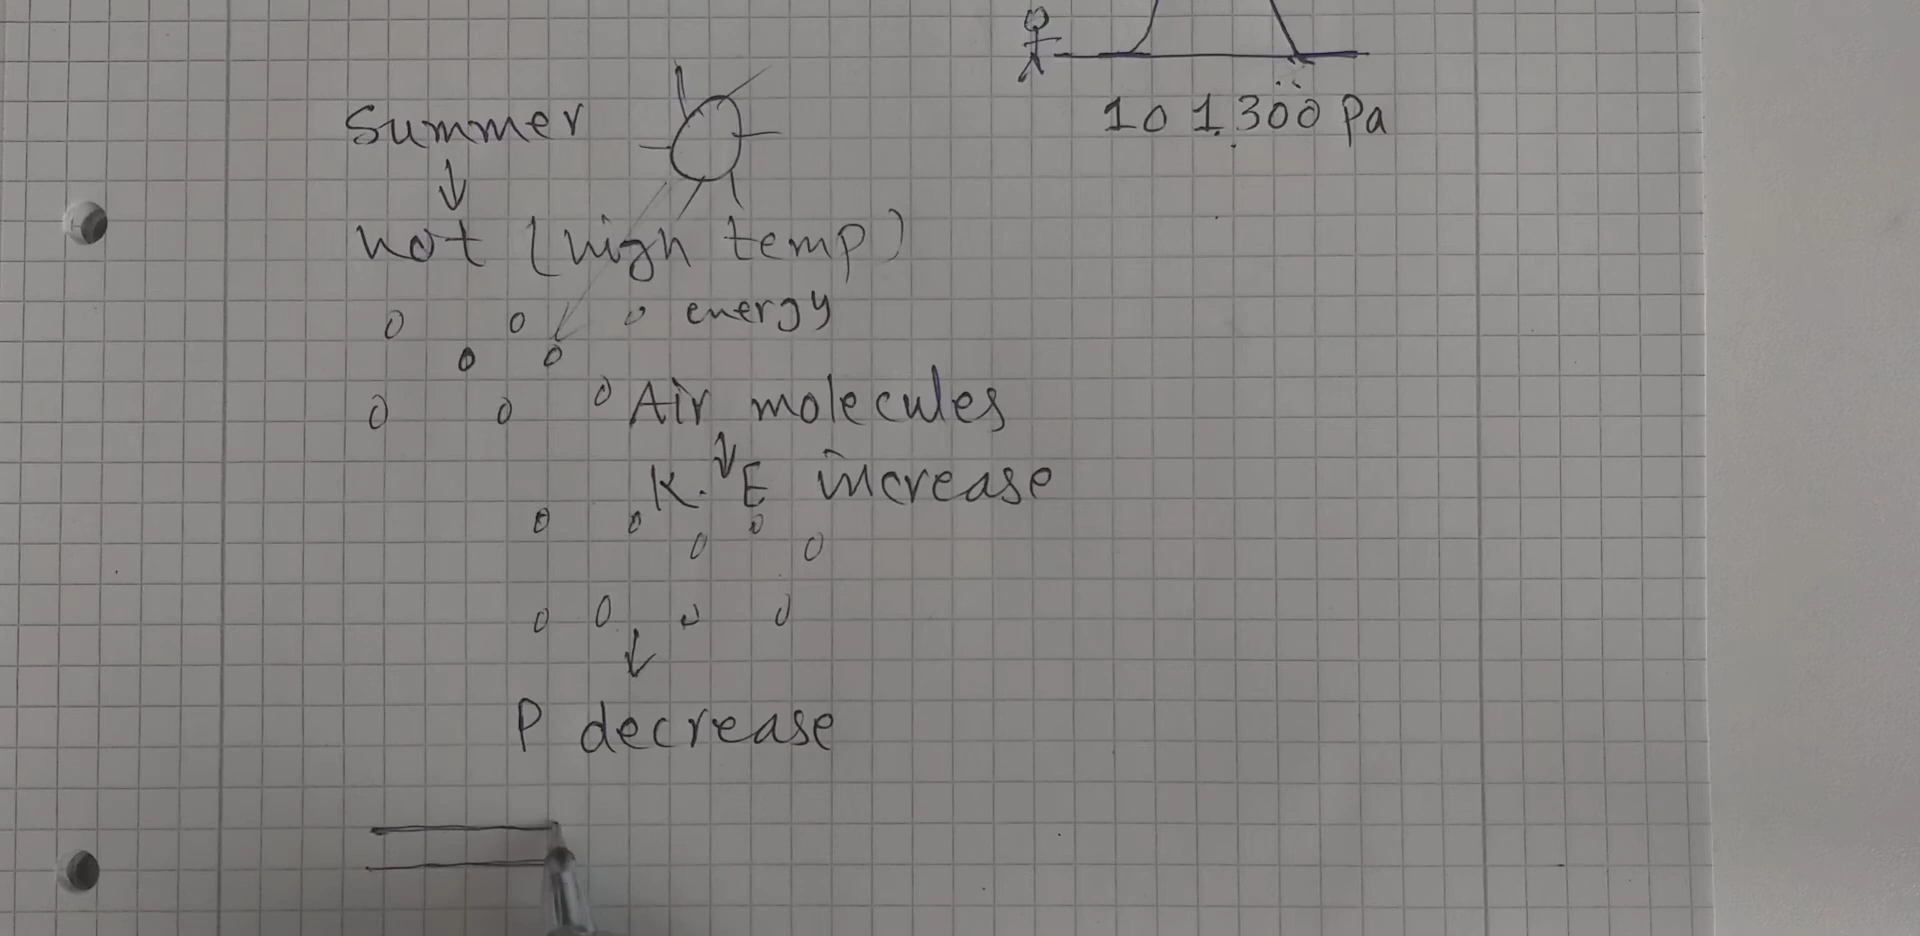 101300 Pa
Summer
hot (high temp)
energy
Air molecules
K.E increase
P decrease